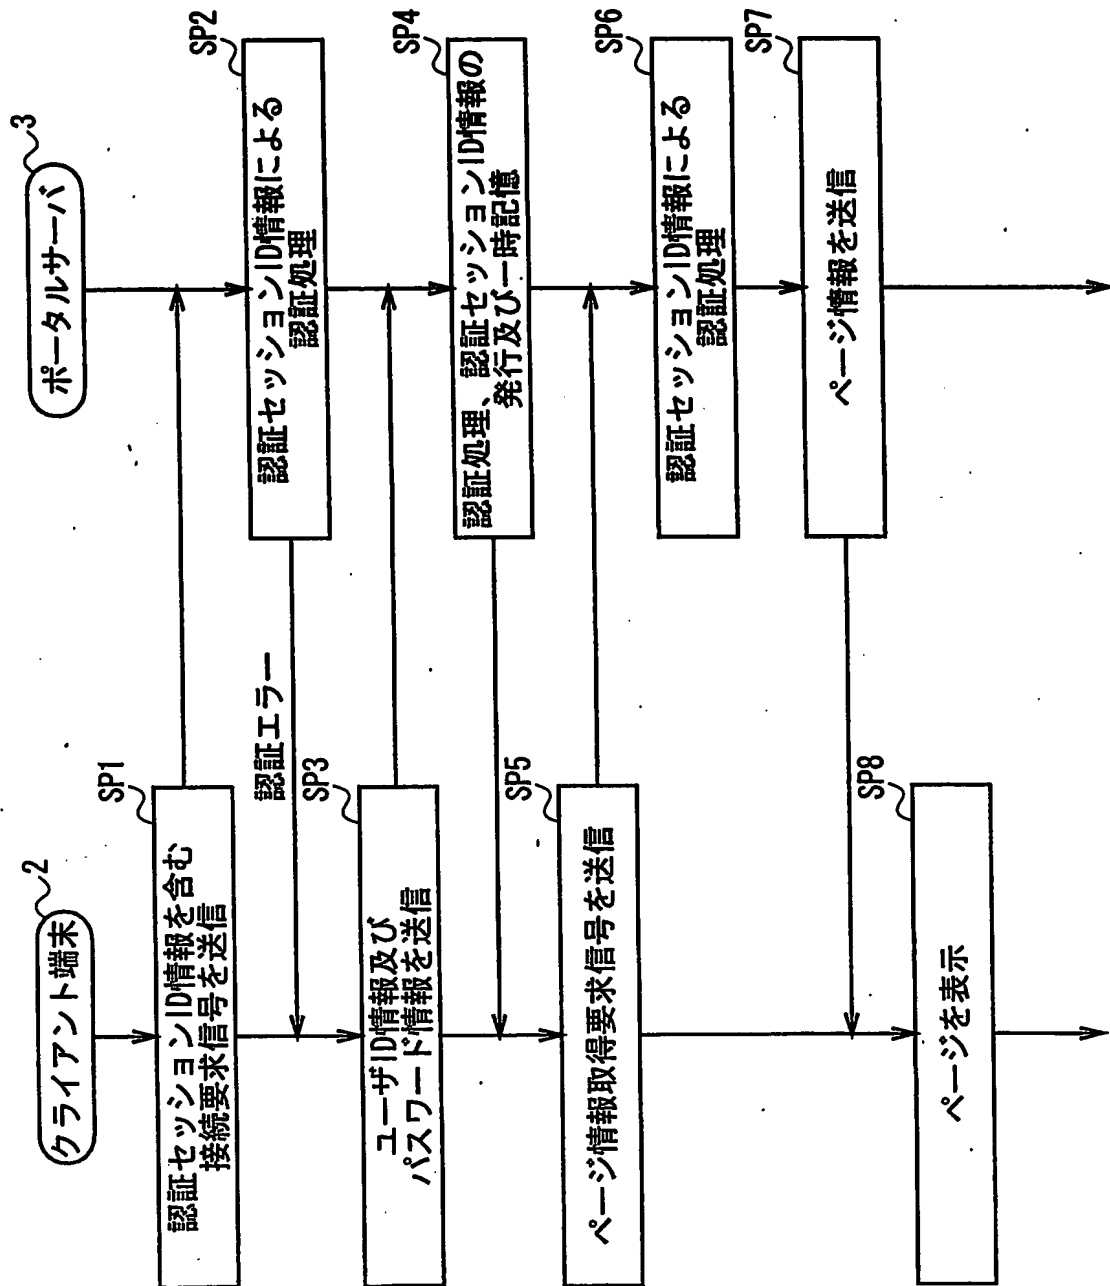 クライアント端末
2
ポータルサーバ
3
SP1
認証セッションID情報を含む
接続要求信号を送信
SP2
認証セッションID情報による
認証処理
認証エラー
SP3
ユーザID情報及び
パスワード情報を送信
SP4
認証処理、認証セッションID情報の
発行及び一時記憶
SP5
ページ情報取得要求信号を送信
SP6
認証セッションID情報による
認証処理
SP7
ページ情報を送信
SP8
ページを表示